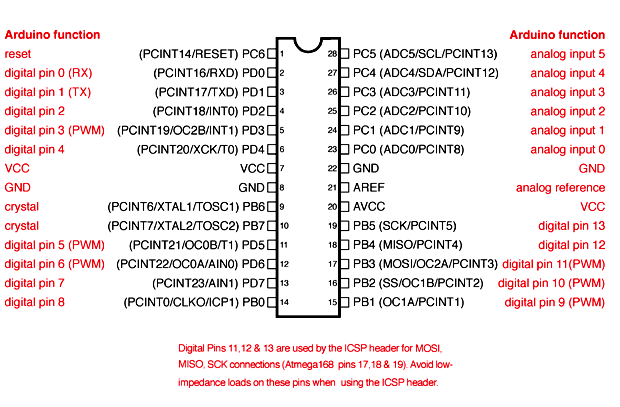 Arduino function Arduino function
reset (PCINT14/RESET) PC6 1 28 PC5 (ADC5/SCL/PCINT13) analog input 5
digital pin 0 (RX) (PCINT16/RXD) PD0 2 27 PC4 (ADC4/SDA/PCINT12) analog input 4
digital pin 1 (TX) (PCINT17/TXD) PD1 3 26 PC3 (ADC3/PCINT11) analog input 3
digital pin 2 (PCINT18/INT0) PD2 4 25 PC2 (ADC2/PCINT10) analog input 2
digital pin 3 (PWM) (PCINT19/OC2B/INT1) PD3 5 24 PC1 (ADC1/PCINT9) analog input 1
digital pin 4 (PCINT20/XCK/T0) PD4 6 23 PC0 (ADC0/PCINT8) analog input 0
VCC VCC 7 22 GND GND
GND GND 8 21 AREF analog reference
crystal (PCINT6/XTAL1/TOSC1) PB6 9 20 AVCC VCC
crystal (PCINT7/XTAL2/TOSC2) PB7 10 19 PB5 (SCK/PCINT5) digital pin 13
digital pin 5 (PWM) (PCINT21/OC0B/T1) PD5 11 18 PB4 (MISO/PCINT4) digital pin 12
digital pin 6 (PWM) (PCINT22/OC0A/AIN0) PD6 12 17 PB3 (MOSI/OC2A/PCINT3) digital pin 11(PWM)
digital pin 7 (PCINT23/AIN1) PD7 13 16 PB2 (SS/OC1B/PCINT2) digital pin 10 (PWM)
digital pin 8 (PCINT0/CLKO/ICP1) PB0 14 15 PB1 (OC1A/PCINT1) digital pin 9 (PWM)
Digital Pins 11,12 & 13 are used by the ICSP header for MOSI,
MISO, SCK connections (Atmega168 pins 17,18 & 19). Avoid low-
impedance loads on these pins when using the ICSP header.